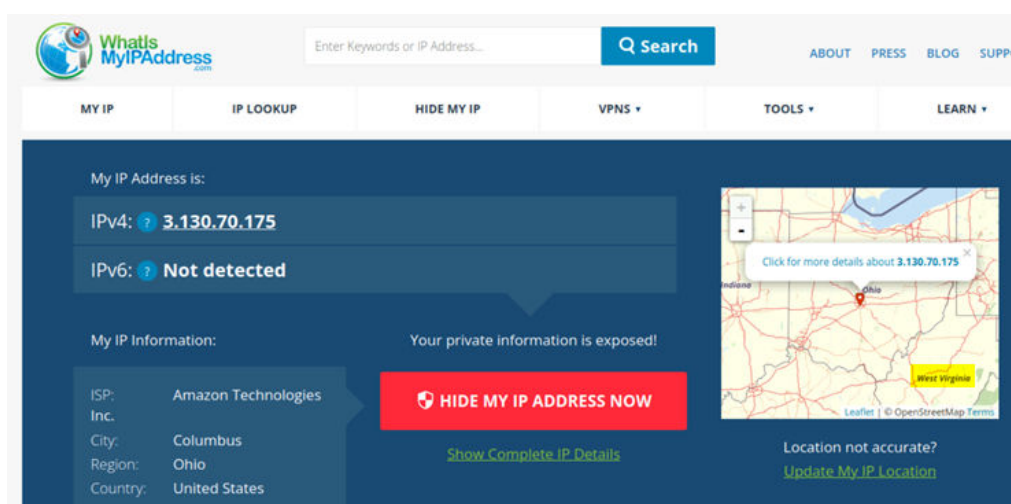 WhatIs
MyIPAddress
.com
Enter Keywords or IP Address...
Search
ABOUT PRESS BLOG
MY IP IP LOOKUP HIDE MY IP VPNS TOOLS LEARN
My IP Address is:
IPv4: ? 3.130.70.175
IPv6: ? Not detected
+
-
Click for more details about 3.130.70.175 ×
Indiana
Ohio
West Virginia
Leaflet | © OpenStreetMap Terms
My IP Information:
Your private information is exposed!
ISP: Amazon Technologies
Inc.
City: Columbus
Region: Ohio
Country: United States
HIDE MY IP ADDRESS NOW
Show Complete IP Details
Location not accurate?
Update My IP Location